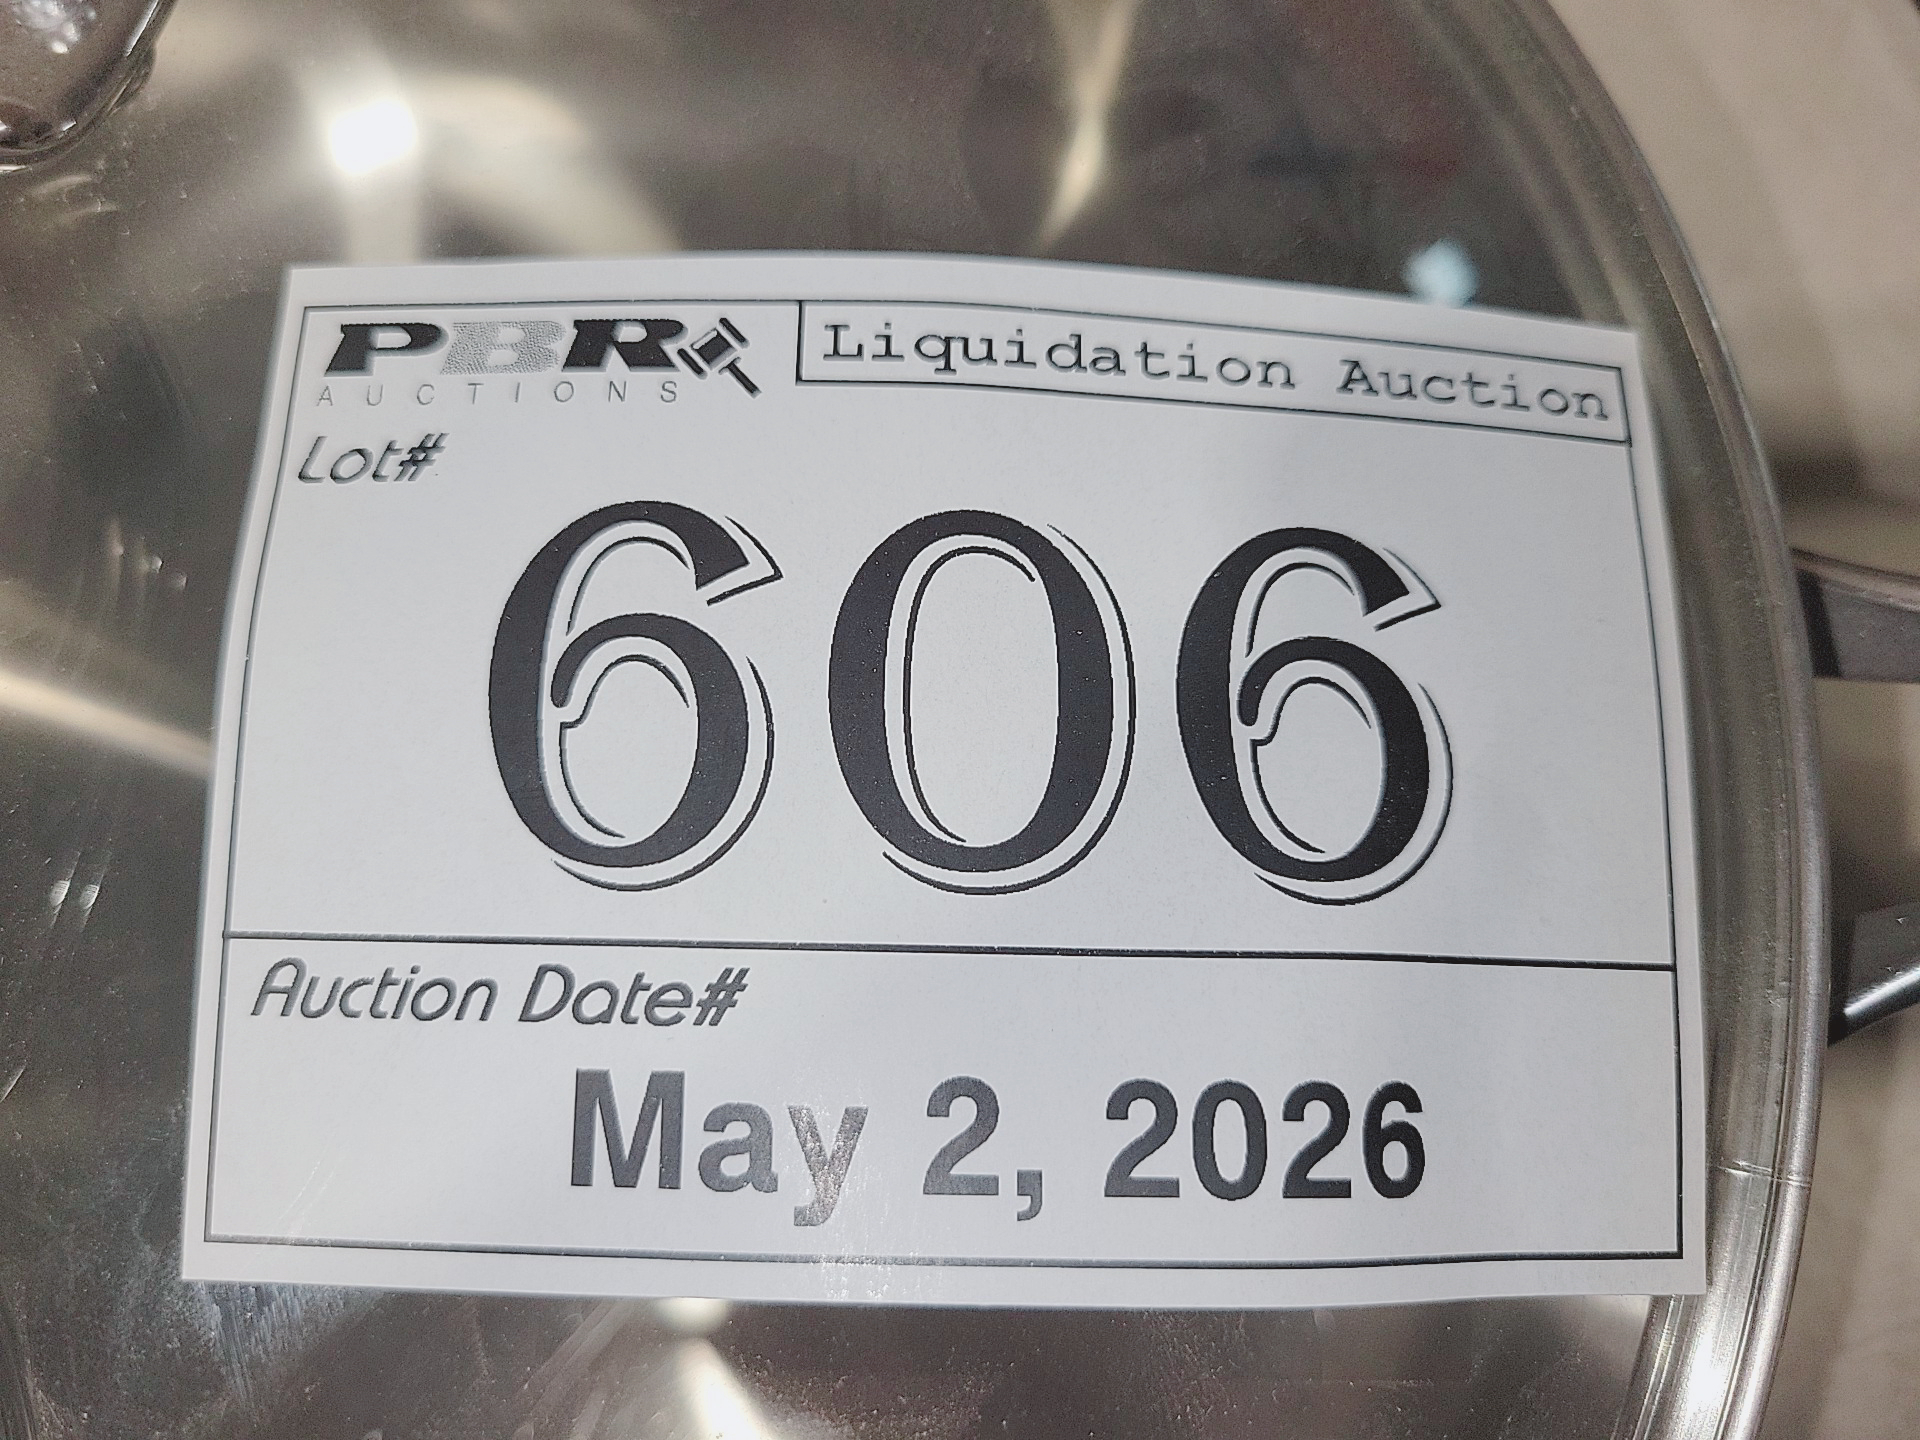 PBR
AUCTIONS
Liquidation Auction
Lot#
606
Auction Date#
May 2, 2026